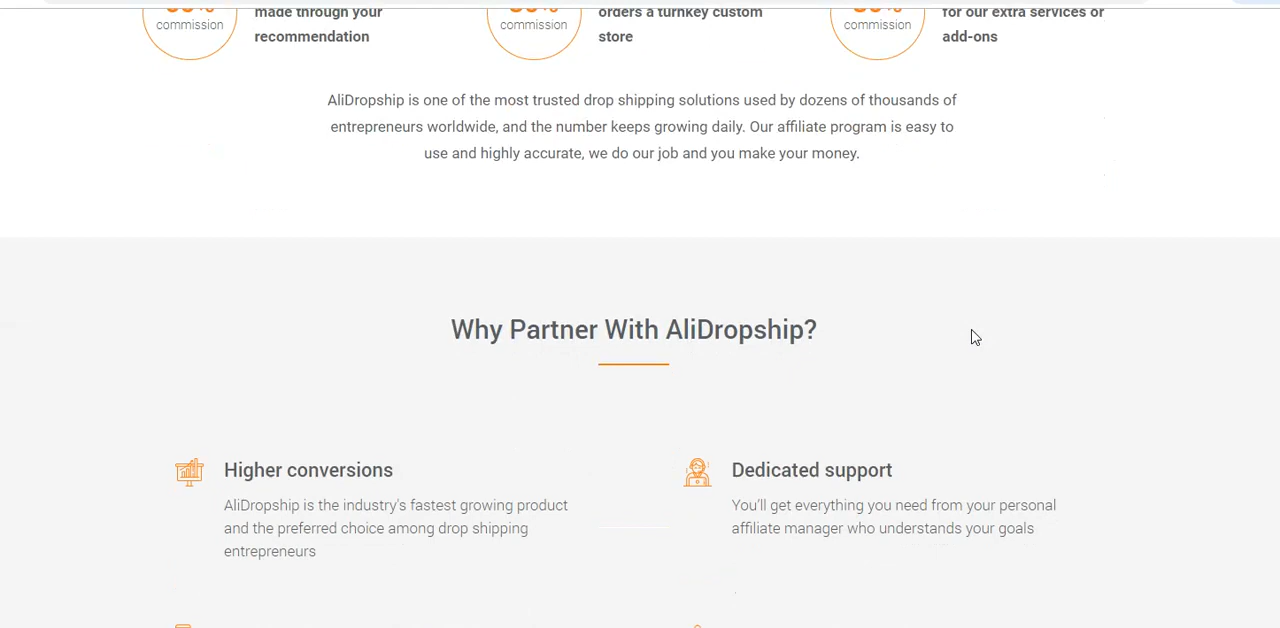 commission
made through your
recommendation
commission
orders a turnkey custom
store
commission
for our extra services or
add-ons
AliDropship is one of the most trusted drop shipping solutions used by dozens of thousands of
entrepreneurs worldwide, and the number keeps growing daily. Our affiliate program is easy to
use and highly accurate, we do our job and you make your money.
Why Partner With AliDropship?
Higher conversions
AliDropship is the industry's fastest growing product
and the preferred choice among drop shipping
entrepreneurs
Dedicated support
You'll get everything you need from your personal
affiliate manager who understands your goals